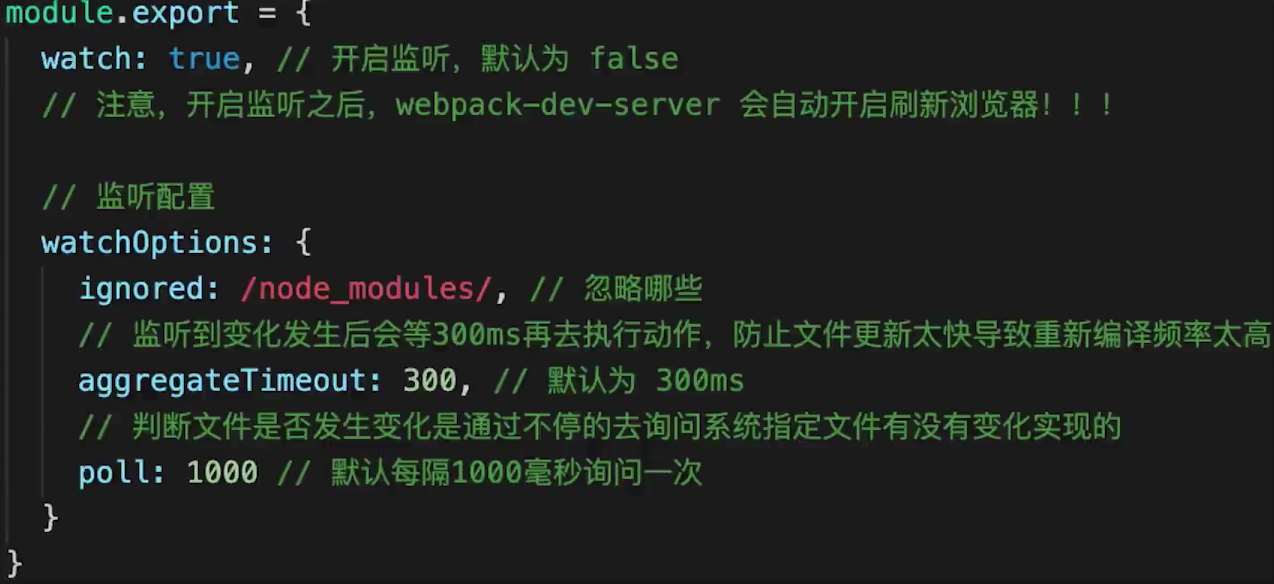 module.export = {
watch: true, // 开启监听，默认为 false
// 注意，开启监听之后，webpack-dev-server 会自动开启刷新浏览器！！！
// 监听配置
watchOptions: {
ignored: /node_modules/, // 忽略哪些
// 监听到变化发生后会等300ms再去执行动作，防止文件更新太快导致重新编译频率太高
aggregateTimeout: 300, // 默认为 300ms
// 判断文件是否发生变化是通过不停的去询问系统指定文件有没有变化实现的
poll: 1000 // 默认每隔1000毫秒询问一次
}
}